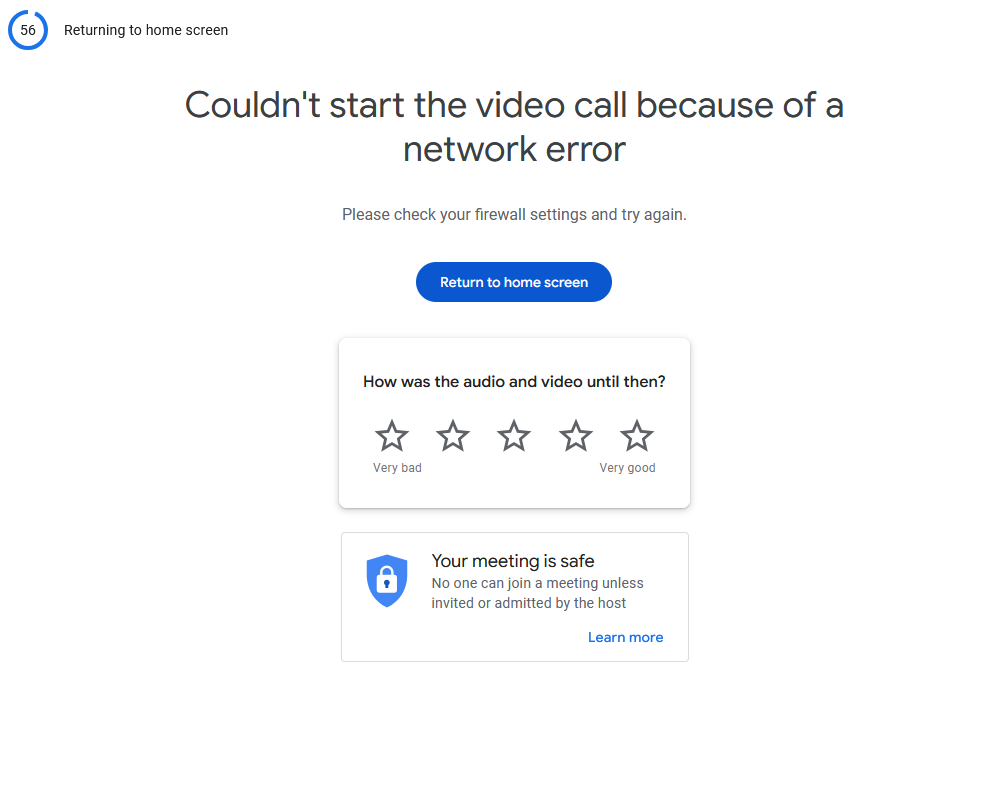 56
Returning to home screen
Couldn't start the video call because of a
network error
Please check your firewall settings and try again.
Return to home screen
How was the audio and video until then?
Very bad
Very good
Your meeting is safe
No one can join a meeting unless
invited or admitted by the host
Learn more